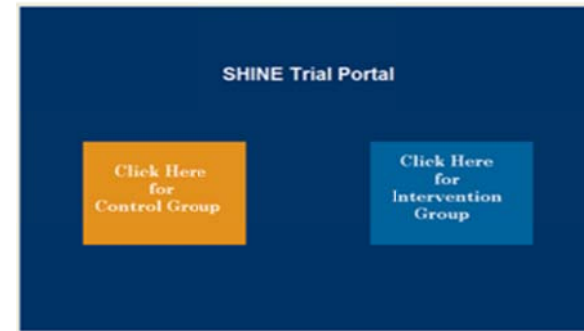 SHINE Trial Portal
Click Here
for
Control Group
Click Here
for
Intervention
Group